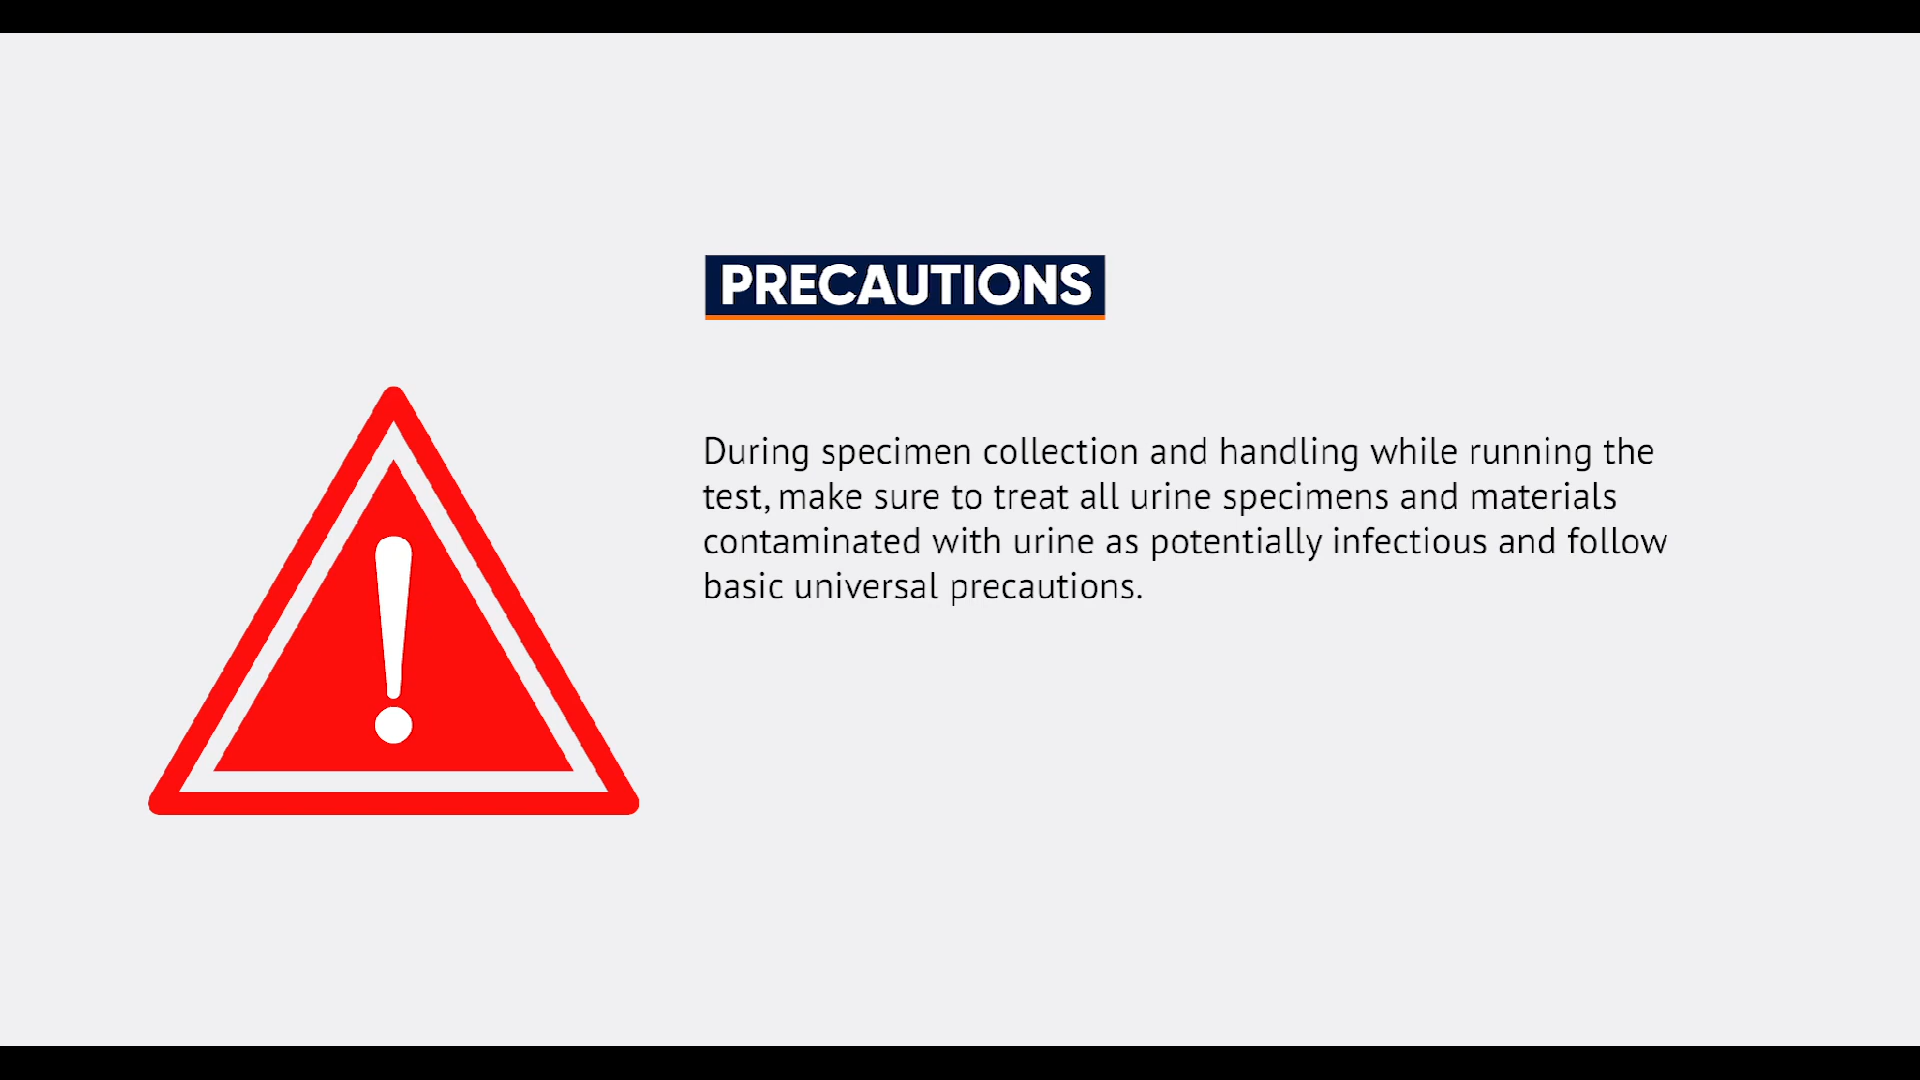 PRECAUTIONS
During specimen collection and handling while running the
test, make sure to treat all urine specimens and materials
contaminated with urine as potentially infectious and follow
basic universal precautions.